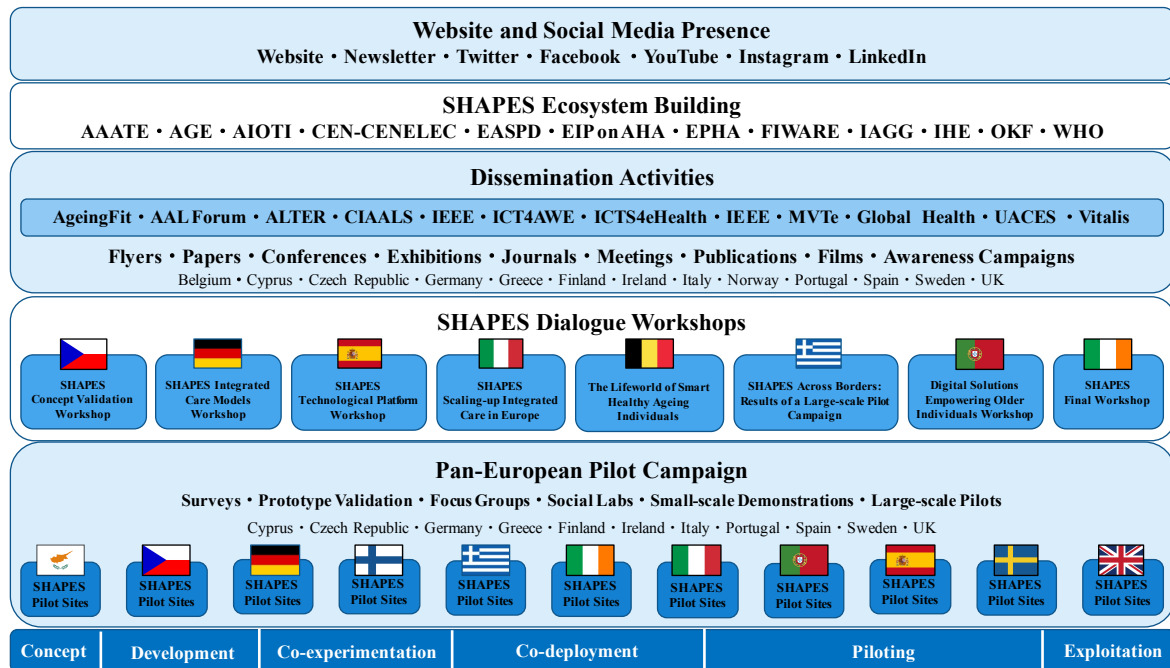 Website and Social Media Presence
Website • Newsletter • Twitter • Facebook • YouTube • Instagram • LinkedIn
SHAPES Ecosystem Building
AAATE • AGE • AIOTI • CEN-CENELEC • EASPD • EIP on AHA • EPHA • FIWARE • IAGG • IHE • OKF • WHO
Dissemination Activities
AgeingFit • AAL Forum • ALTER • CIAALS • IEEE • ICT4AWE • ICTS4eHealth • IEEE • MVTe • Global Health • UACES • Vitalis
Flyers • Papers • Conferences • Exhibitions • Journals • Meetings • Publications • Films • Awareness Campaigns
Belgium • Cyprus • Czech Republic • Germany • Greece • Finland • Ireland • Italy • Norway • Portugal • Spain • Sweden • UK
SHAPES Dialogue Workshops
SHAPES
Concept Validation
Workshop
SHAPES Integrated
Care Models
Workshop
SHAPES
Technological Platform
Workshop
SHAPES
Scaling-up Integrated
Care in Europe
The Lifeworld of Smart
Healthy Ageing
Individuals
SHAPES Across Borders:
Results of a Large-scale Pilot
Campaign
Digital Solutions
Empowering Older
Individuals Workshop
SHAPES
Final Workshop
Pan-European Pilot Campaign
Surveys • Prototype Validation • Focus Groups • Social Labs • Small-scale Demonstrations • Large-scale Pilots
Cyprus • Czech Republic • Germany • Greece • Finland • Ireland • Italy • Portugal • Spain • Sweden • UK
SHAPES
Pilot Sites
SHAPES
Pilot Sites
SHAPES
Pilot Sites
SHAPES
Pilot Sites
SHAPES
Pilot Sites
SHAPES
Pilot Sites
SHAPES
Pilot Sites
SHAPES
Pilot Sites
SHAPES
Pilot Sites
SHAPES
Pilot Sites
SHAPES
Pilot Sites
Concept
Development
Co-experimentation
Co-deployment
Piloting
Exploitation